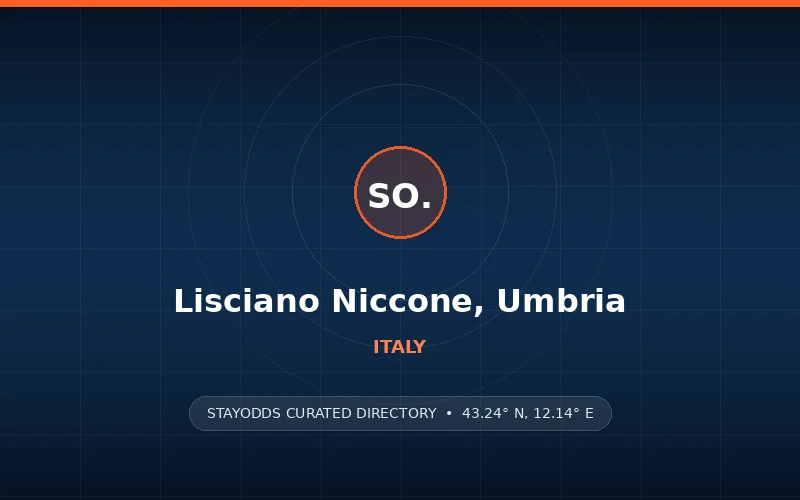 SO.
Lisciano Niccone, Umbria
ITALY
STAYODDS CURATED DIRECTORY • 43.24° N, 12.14° E